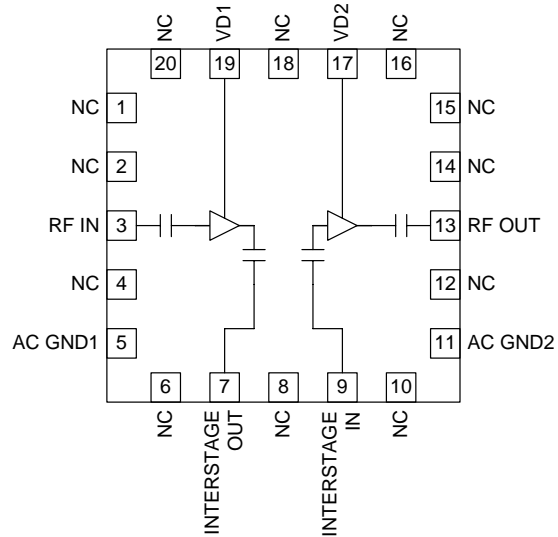 NC
VD1
NC
VD2
NC
20
19
18
17
16
NC 1
15 NC
NC 2
14 NC
RF IN 3
13 RF OUT
NC 4
12 NC
AC GND1 5
11 AC GND2
6
7
8
9
10
NC
INTERSTAGE
OUT
NC
INTERSTAGE
IN
NC